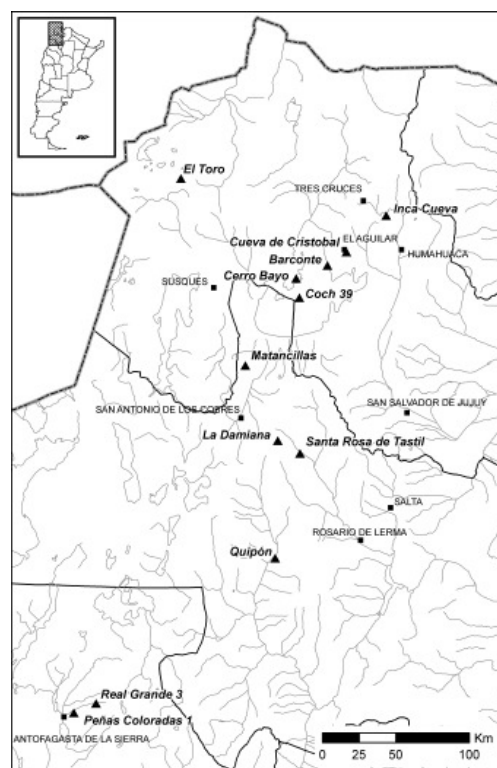 El Toro
TRES CRUCES
Inca Cueva
Cueva de Cristobal
EL AGUILAR
HUMAHUACA
Barconte
Cerro Bayo
SUSQUES
Coch 39
Matancillas
SAN ANTONIO DE LOS COBRES
SAN SALVADOR DE JUJUY
La Damiana
Santa Rosa de Tastil
SALTA
ROSARIO DE LERMA
Quipón
Real Grande 3
Peñas Coloradas 1
ANTOFAGASTA DE LA SIERRA
Km
0 25 50 100